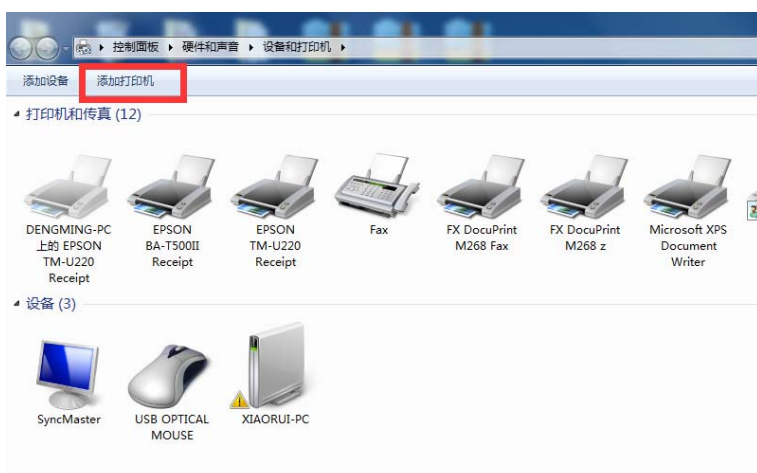 控制面板 ▸ 硬件和声音 ▸ 设备和打印机 ▸
添加设备 添加打印机
打印机和传真 (12)
DENGMING-PC
上的 EPSON
TM-U220
Receipt
EPSON
BA-T500II
Receipt
EPSON
TM-U220
Receipt
Fax
FX DocuPrint
M268 Fax
FX DocuPrint
M268 z
Microsoft XPS
Document
Writer
设备 (3)
SyncMaster
USB OPTICAL
MOUSE
XIAORUI-PC